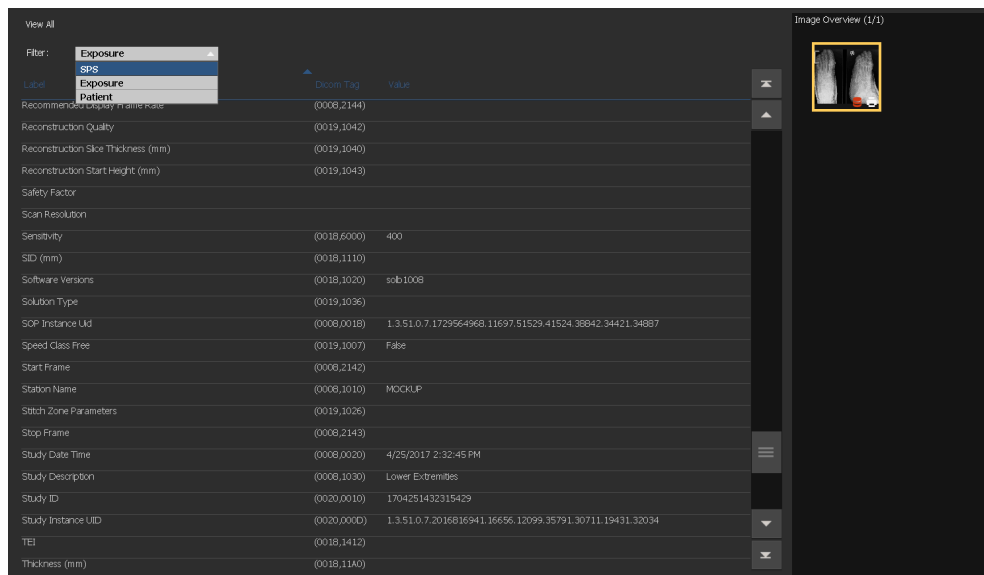 View All
Image Overview (1/1)
Filter: Exposure
SPS
Exposure
Patient
Label Dicom Tag Value
Recommended Display Frame Rate (0008,2144)
Reconstruction Quality (0019,1042)
Reconstruction Slice Thickness (mm) (0019,1040)
Reconstruction Start Height (mm) (0019,1043)
Safety Factor
Scan Resolution
Sensitivity (0018,6000) 400
SID (mm) (0018,1110)
Software Versions (0018,1020) solb1008
Solution Type (0019,1036)
SOP Instance Uid (0008,0018) 1.3.51.0.7.1729564968.11697.51529.41524.38842.34421.34887
Speed Class Free (0019,1007) False
Start Frame (0008,2142)
Station Name (0008,1010) MOCKUP
Stitch Zone Parameters (0019,1026)
Stop Frame (0008,2143)
Study Date Time (0008,0020) 4/25/2017 2:32:45 PM
Study Description (0008,1030) Lower Extremities
Study ID (0020,0010) 1704251432315429
Study Instance UID (0020,000D) 1.3.51.0.7.2016816941.16656.12099.35791.30711.19431.32034
TEI (0018,1412)
Thickness (mm) (0018,11A0)